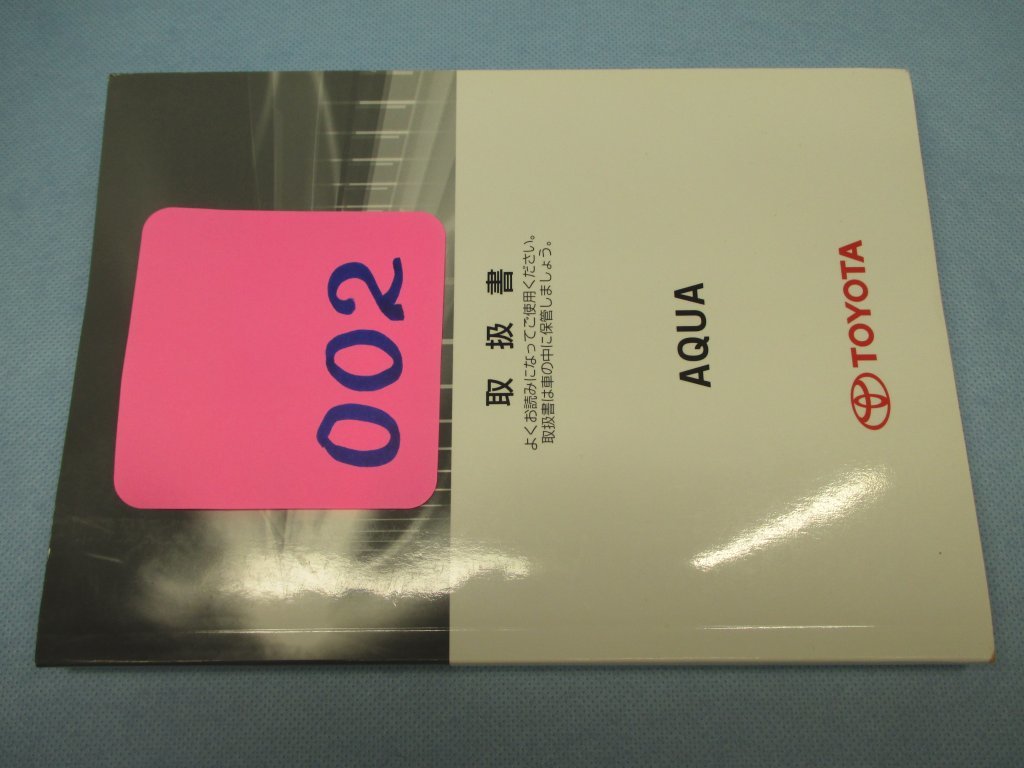 002
取扱書
よくお読みになってご使用ください。
取扱書は車の中に保管しましょう。
AQUA
TOYOTA